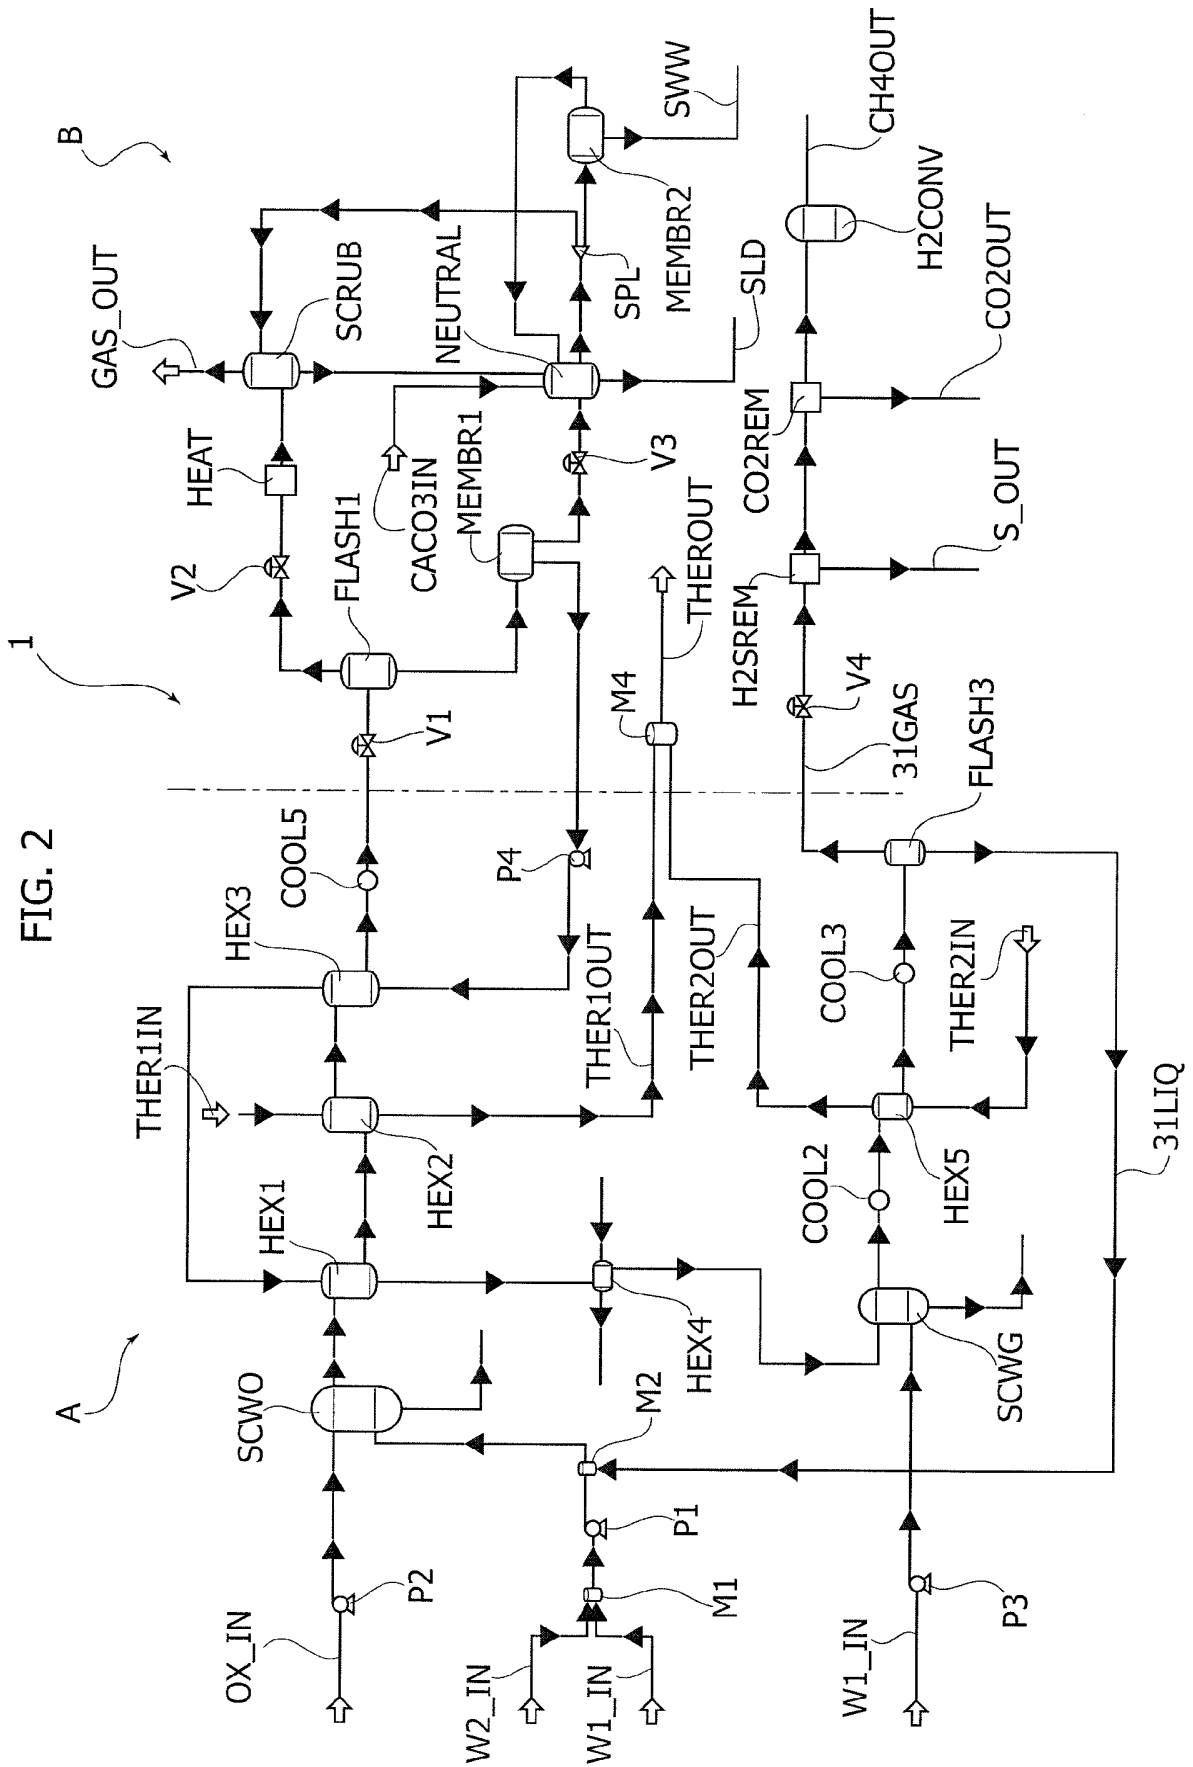 FIG. 2
1
A
B
OX_IN
P2
SCWO
HEX1
THER1IN
HEX2
HEX3
COOL5
V1
FLASH1
V2
HEAT
GAS_OUT
SCRUB
NEUTRAL
CACO3IN
MEMBR1
V3
SPL
MEMBR2
SWW
SLD
W2_IN
W1_IN
M1
P1
M2
HEX4
THER1OUT
P4
THER2OUT
M4
THEROUT
W1_IN
P3
SCWG
COOL2
HEX5
COOL3
THER2IN
31LIQ
FLASH3
31GAS
V4
H2SREM
S_OUT
CO2REM
CO2OUT
H2CONV
CH4OUT